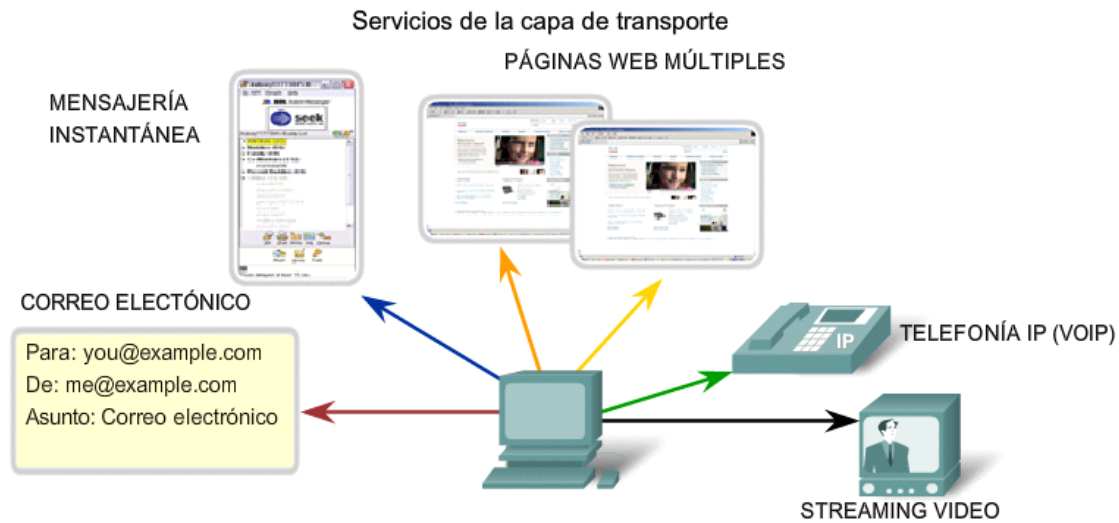 Servicios de la capa de transporte
PÁGINAS WEB MÚLTIPLES
MENSAJERÍA
INSTANTÁNEA
seek
CORREO ELECTÓNICO
Para: you@example.com
De: me@example.com
Asunto: Correo electrónico
IP
TELEFONÍA IP (VOIP)
STREAMING VIDEO